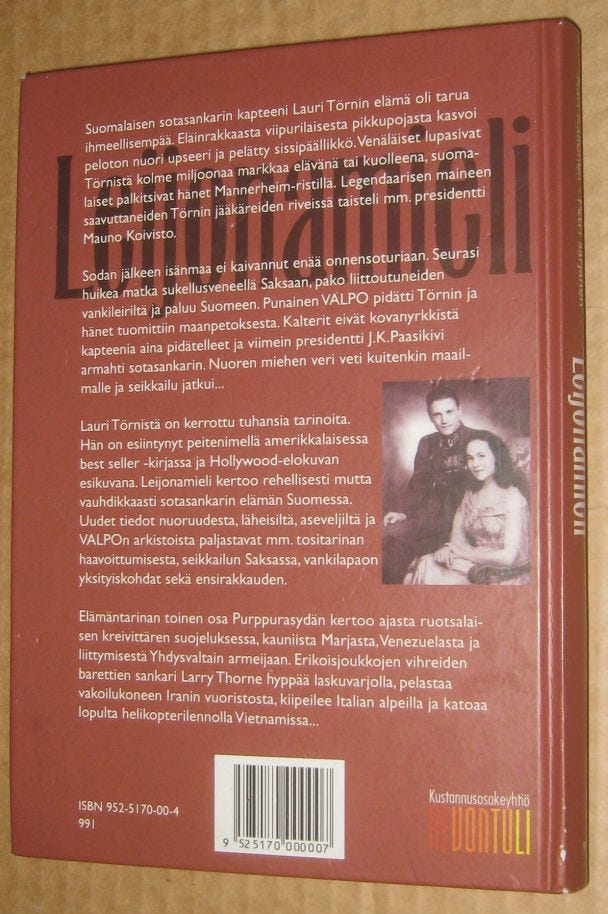 Leijonamieli
Suomalaisen sotasankarin kapteeni Lauri Törnin elämä oli tarua
ihmeellisempää. Eläinrakkaasta viipurilaisesta pikkupojasta kasvoi
peloton nuori upseeri ja pelätty sissipäällikkö. Venäläiset lupasivat
Törnistä kolme miljoonaa markkaa elävänä tai kuolleena, suoma-
laiset palkitsivat hänet Mannerheim-ristillä. Legendaarisen maineen
saavuttaneiden Törnin jääkäreiden riveissä taisteli mm. presidentti
Mauno Koivisto.
Sodan jälkeen isänmaa ei kaivannut enää onnensoturiaan. Seurasi
huikea matka sukellusveneellä Saksaan, pako liittoutuneiden
vankileiriltä ja paluu Suomeen. Punainen VALPO pidätti Törnin ja
hänet tuomittiin maanpetoksesta. Kalterit eivät kovanyrkkistä
kapteenia aina pidätelleet ja viimein presidentti J.K.Paasikivi
armahti sotasankarin. Nuoren miehen veri veti kuitenkin maail-
malle ja seikkailu jatkui...
Lauri Törnistä on kerrottu tuhansia tarinoita.
Hän on esiintynyt peitenimellä amerikkalaisessa
best seller -kirjassa ja Hollywood-elokuvan
esikuvana. Leijonamieli kertoo rehellisesti mutta
vauhdikkaasti sotasankarin elämän Suomessa.
Uudet tiedot nuoruudesta, läheisiltä, aseveljiltä ja
VALPOn arkistoista paljastavat mm. tositarinan
haavoittumisesta, seikkailun Saksassa, vankilapaon
yksityiskohdat sekä ensirakkauden.
Elämäntarinan toinen osa Purppurasydän kertoo ajasta ruotsalai-
sen kreivittären suojeluksessa, kauniista Marjasta, Venezuelasta ja
liittymisestä Yhdysvaltain armeijaan. Erikoisjoukkojen vihreiden
barettien sankari Larry Thorne hyppää laskuvarjolla, pelastaa
vakoilukoneen Iranin vuoristosta, kiipeilee Italian alpeilla ja katoaa
lopulta helikopterilennolla Vietnamissa...
ISBN 952-5170-00-4
991
9 525170 000007
Kustannusosakeyhtiö
REVONTULI
Petri Sarjanen
Leijonamieli